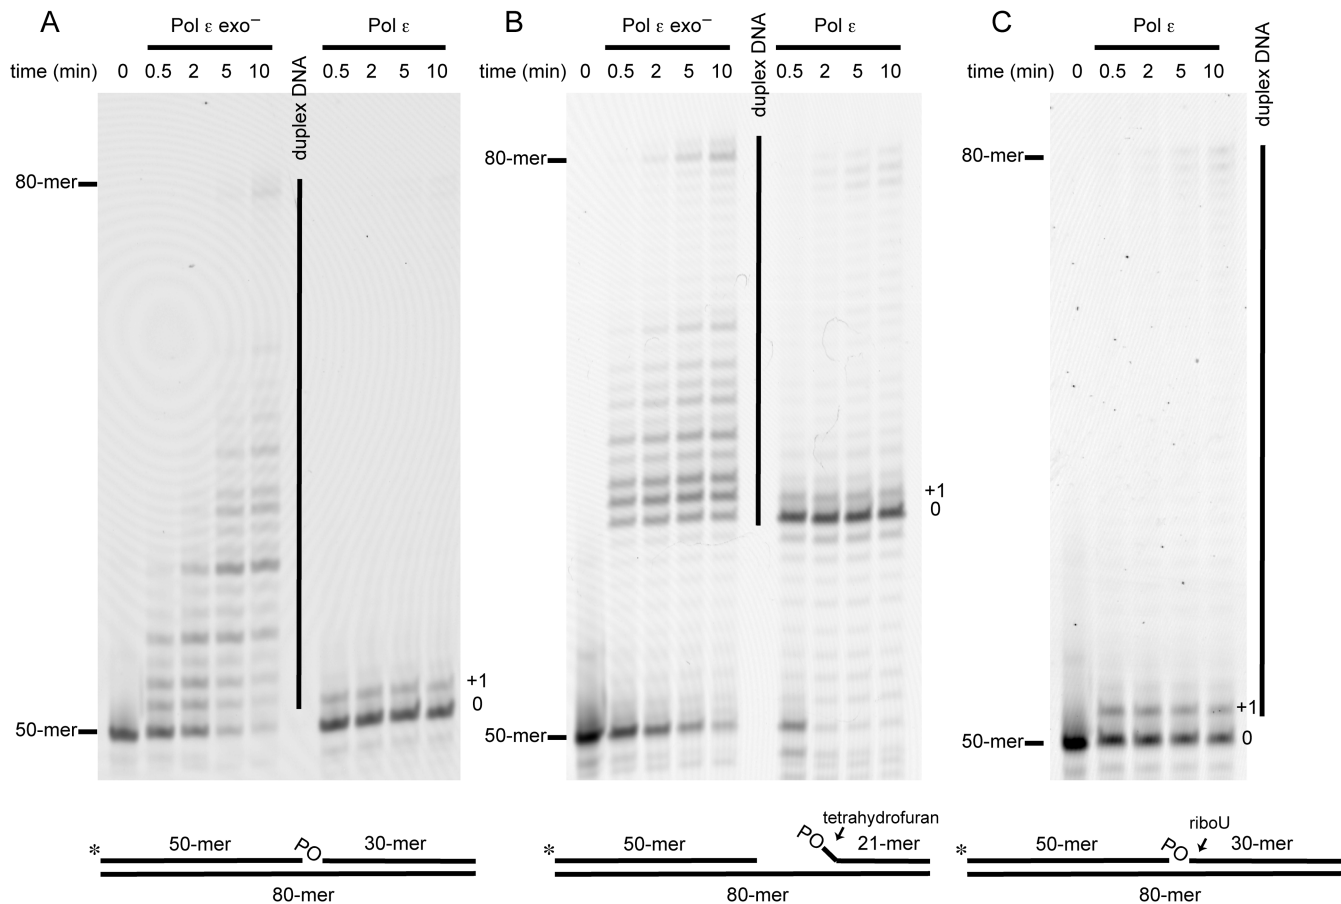 A
Pol ε exo–
Pol ε
time (min) 0 0.5 2 5 10
duplex DNA
0.5 2 5 10
80-mer
50-mer
+1
0
*
50-mer
PO
30-mer
80-mer
B
Pol ε exo–
Pol ε
time (min) 0 0.5 2 5 10
duplex DNA
0.5 2 5 10
80-mer
50-mer
+1
0
*
50-mer
PO
tetrahydrofuran
21-mer
80-mer
C
Pol ε
time (min) 0 0.5 2 5 10
duplex DNA
80-mer
50-mer
+1
0
*
50-mer
PO
riboU
30-mer
80-mer